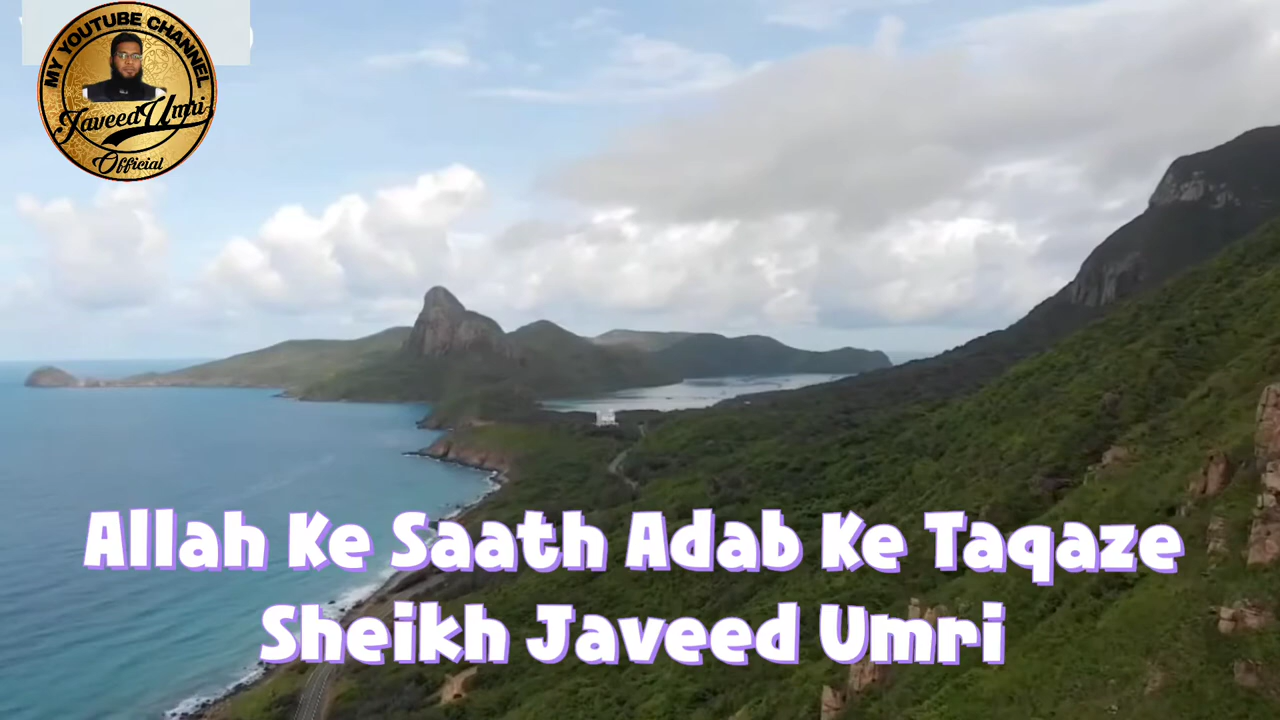 MY YOUTUBE CHANNEL
Javeed Umri
Official
Allah Ke Saath Adab Ke Taqaze
Sheikh Javeed Umri